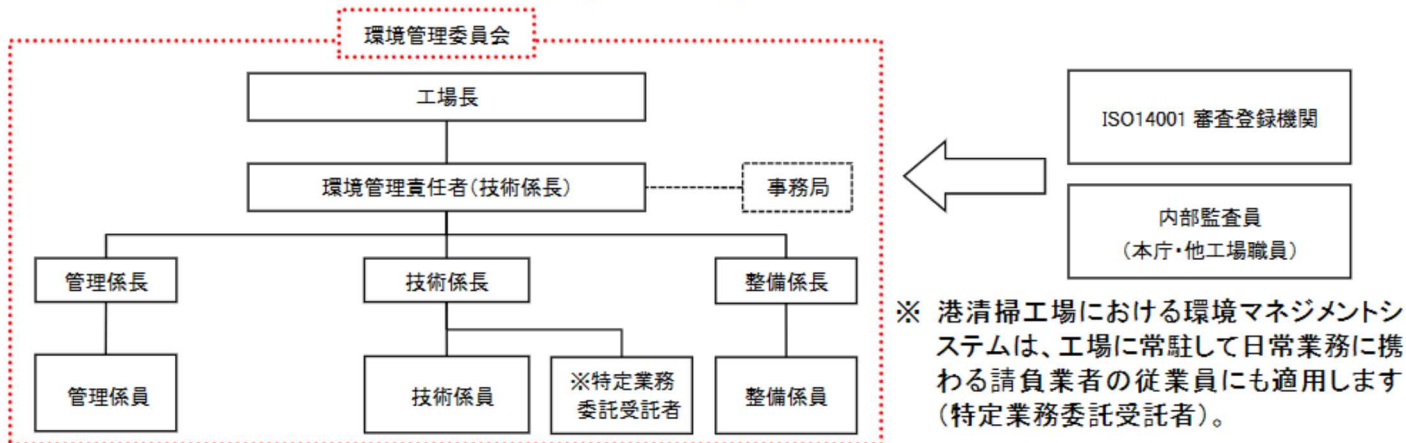 環境管理委員会
工場長
環境管理責任者(技術係長)
事務局
管理係長
技術係長
整備係長
管理係員
技術係員
※特定業務
委託受託者
整備係員
ISO14001 審査登録機関
内部監査員
(本庁・他工場職員)
※ 港清掃工場における環境マネジメントシ
ステムは、工場に常駐して日常業務に携
わる請負業者の従業員にも適用します
(特定業務委託受託者)。